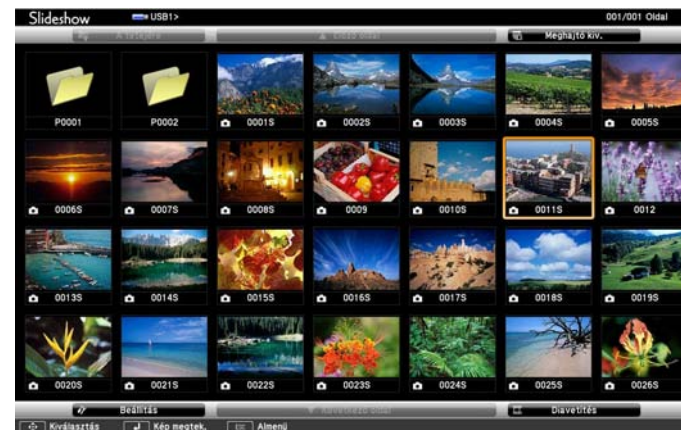 Slideshow USB1> 001/001 Oldal
A tetejére Előző oldal Meghajtó kiv.
P0001 P0002 0001S 0002S 0003S 0004S 0005S
0006S 0007S 0008S 0009 0010S 0011S 0012
0013S 0014S 0015S 0016S 0017S 0018S 0019S
0020S 0021S 0022S 0023S 0024S 0025S 0026S
Beállítás Következő oldal Diavetítés
Kiválasztás Kép megtek. Almenü